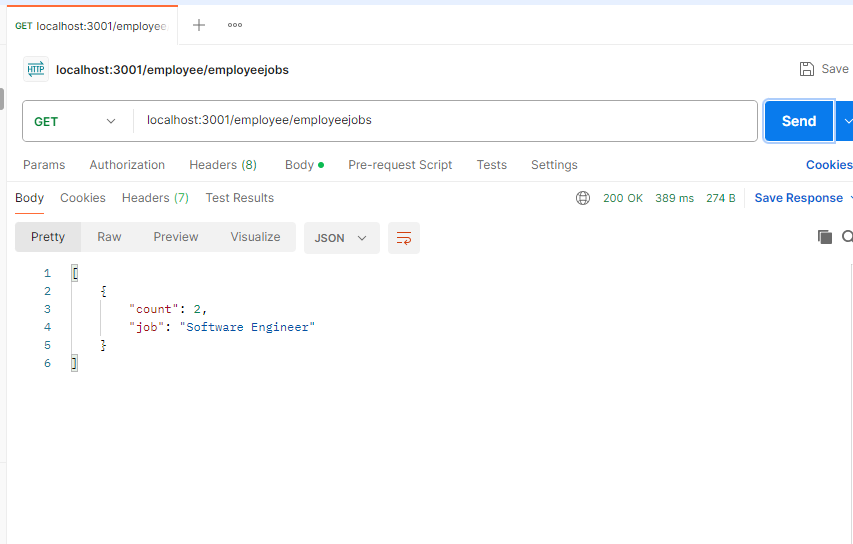 GET localhost:3001/employee
HTTP localhost:3001/employee/employeejobs Save
GET localhost:3001/employee/employeejobs Send
Params Authorization Headers (8) Body Pre-request Script Tests Settings Cookies
Body Cookies Headers (7) Test Results 200 OK 389 ms 274 B Save Response
Pretty Raw Preview Visualize JSON
1 [
2 {
3 "count": 2,
4 "job": "Software Engineer"
5 }
6 ]